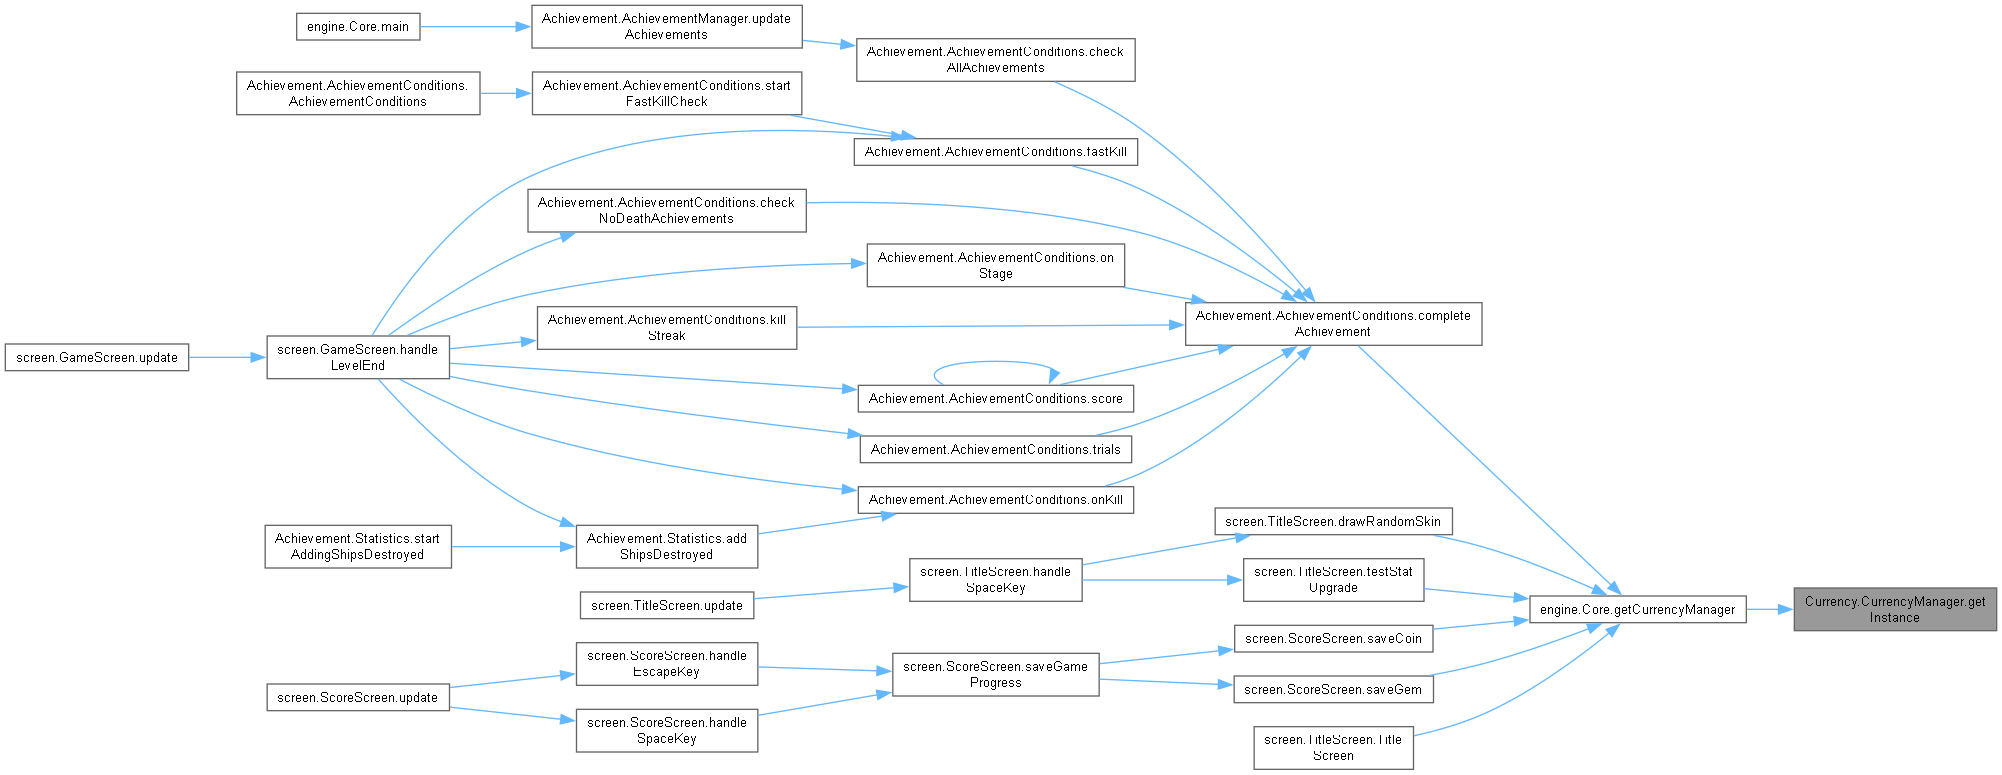 engine.Core.main
Achievement.AchievementManager.update
Achievements
Achievement.AchievementConditions.check
AllAchievements
Achievement.AchievementConditions.
AchievementConditions
Achievement.AchievementConditions.start
FastKillCheck
Achievement.AchievementConditions.fastKill
Achievement.AchievementConditions.check
NoDeathAchievements
Achievement.AchievementConditions.on
Stage
Achievement.AchievementConditions.complete
Achievement
Achievement.AchievementConditions.kill
Streak
screen.GameScreen.update
screen.GameScreen.handle
LevelEnd
Achievement.AchievementConditions.score
Achievement.AchievementConditions.trials
Achievement.AchievementConditions.onKill
Achievement.Statistics.start
AddingShipsDestroyed
Achievement.Statistics.add
ShipsDestroyed
screen.TitleScreen.drawRandomSkin
screen.TitleScreen.handle
SpaceKey
screen.TitleScreen.testStat
Upgrade
screen.TitleScreen.update
engine.Core.getCurrencyManager
Currency.CurrencyManager.get
Instance
screen.ScoreScreen.saveCoin
screen.ScoreScreen.handle
EscapeKey
screen.ScoreScreen.saveGame
Progress
screen.ScoreScreen.saveGem
screen.ScoreScreen.update
screen.ScoreScreen.handle
SpaceKey
screen.TitleScreen.Title
Screen